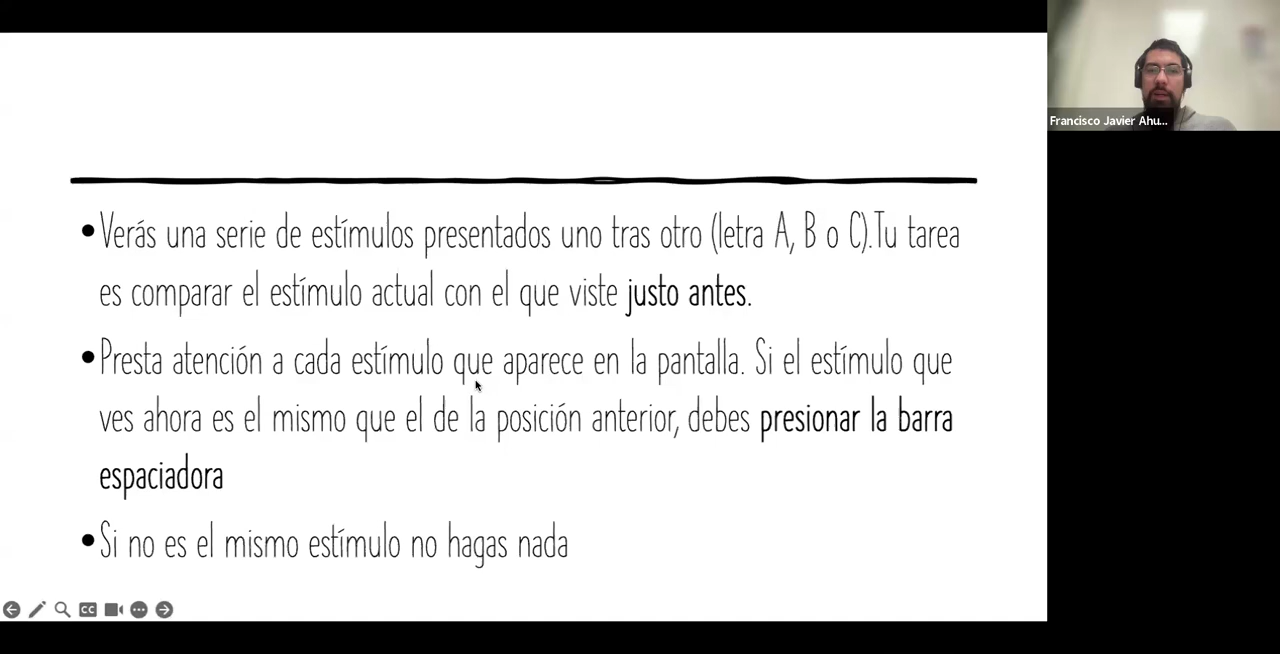 Francisco Javier Ahu...
•Verás una serie de estímulos presentados uno tras otro (letra A, B o C).Tu tarea
es comparar el estímulo actual con el que viste justo antes.
•Presta atención a cada estímulo que aparece en la pantalla. Si el estímulo que
ves ahora es el mismo que el de la posición anterior, debes presionar la barra
espaciadora
•Si no es el mismo estímulo no hagas nada
CC